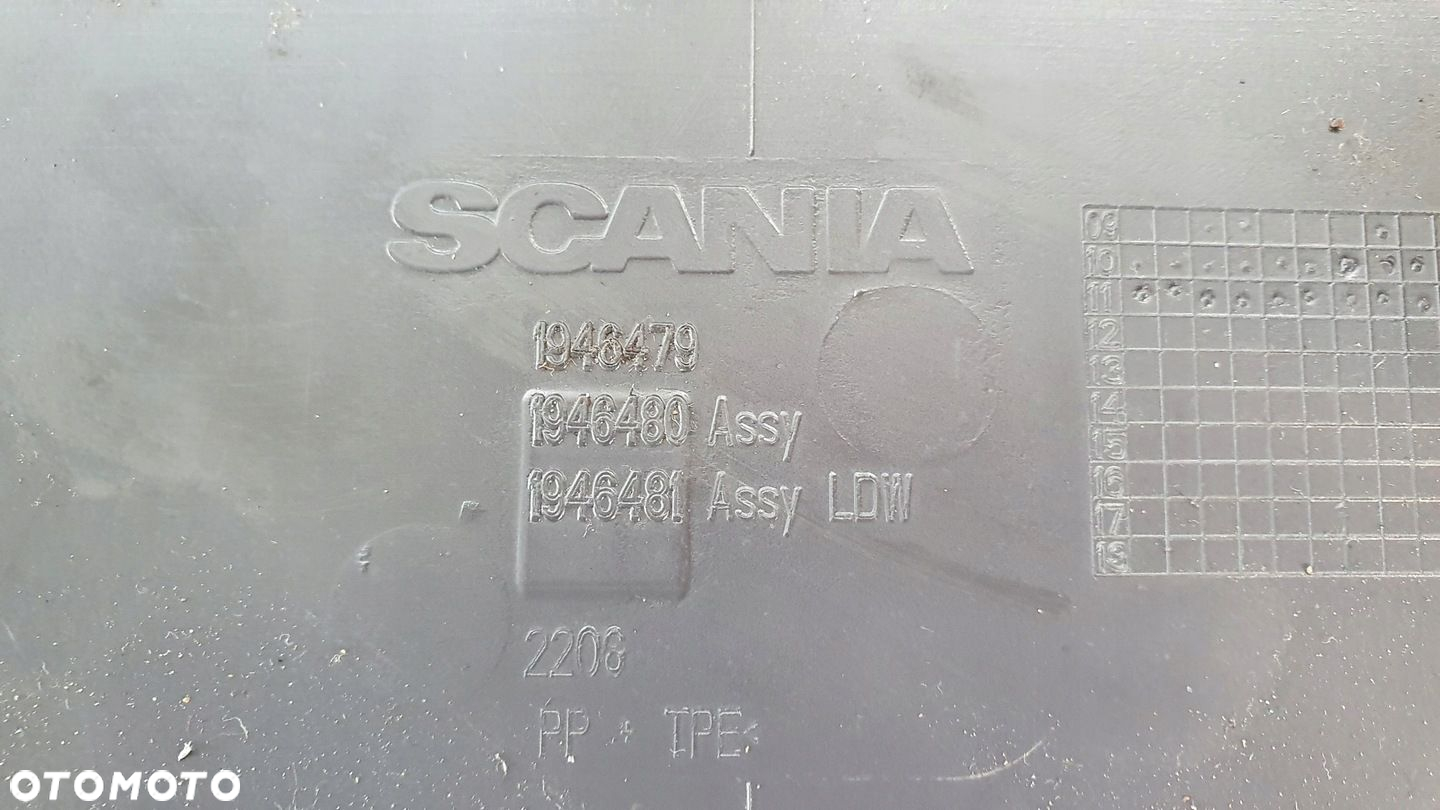 SCANIA
1946479
1946480 Assy
1946481 Assy LDW
2208
PP + TPE
09
10
11
12
13
14
15
16
17
18
OTOMOTO